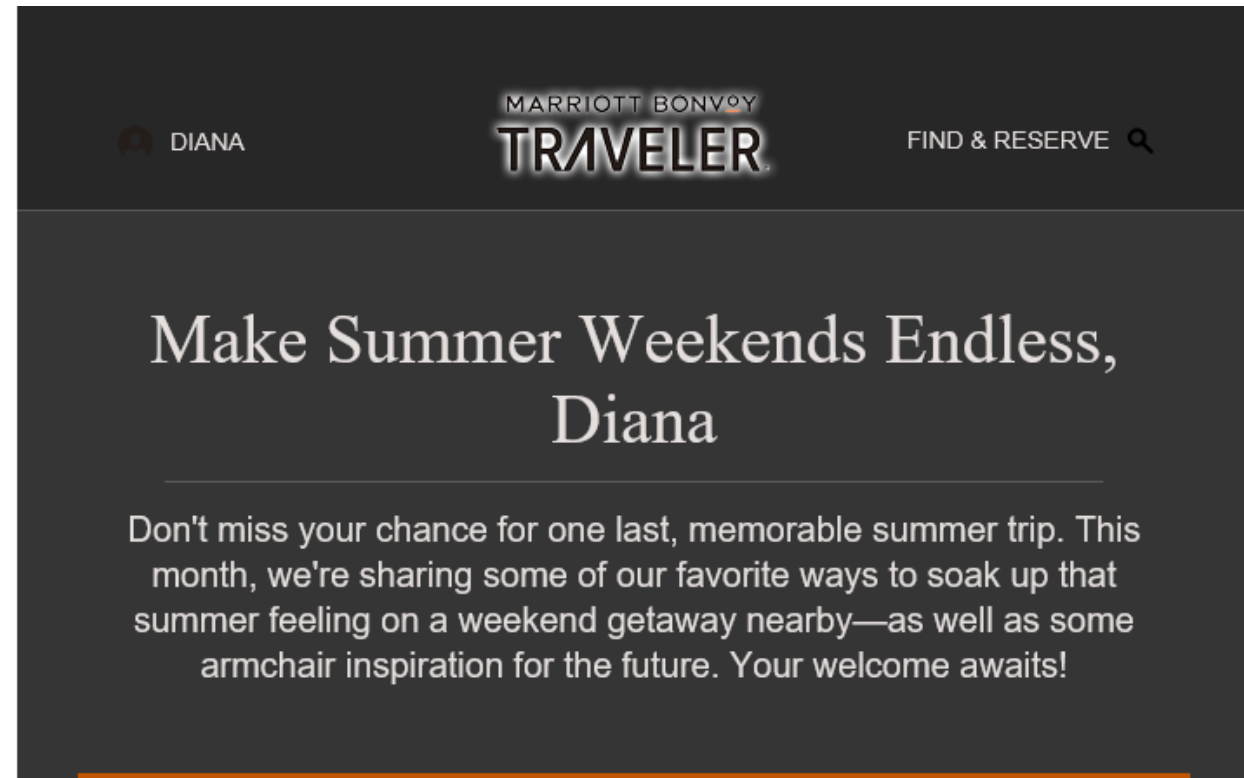 DIANA
MARRIOTT BONVOY
TRAVELER
FIND & RESERVE
Make Summer Weekends Endless,
Diana
Don't miss your chance for one last, memorable summer trip. This
month, we're sharing some of our favorite ways to soak up that
summer feeling on a weekend getaway nearby—as well as some
armchair inspiration for the future. Your welcome awaits!